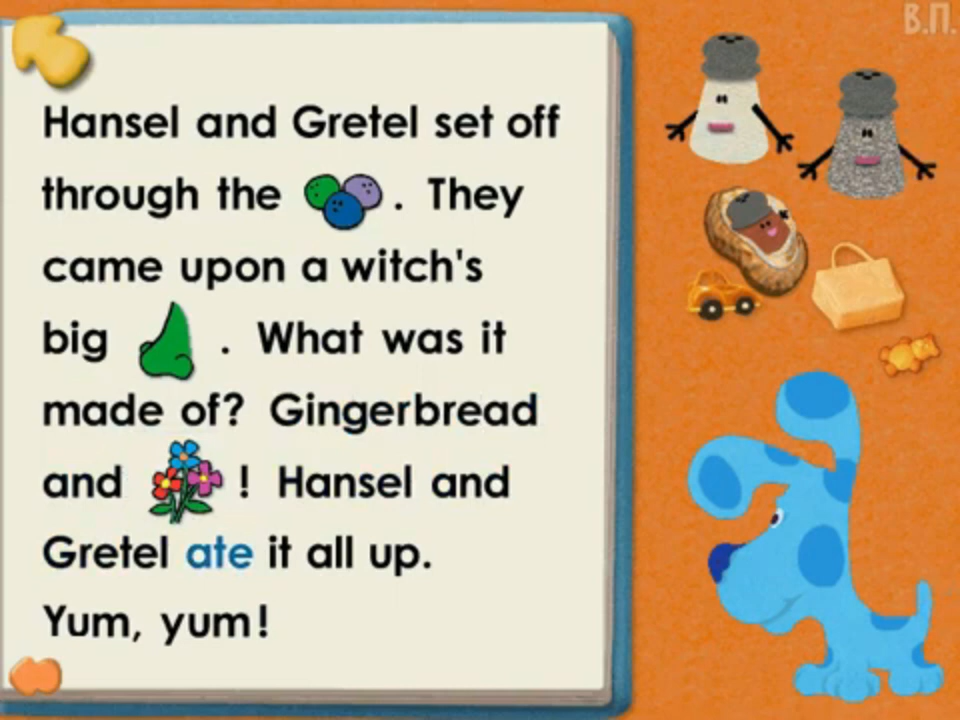 В.П.
Hansel and Gretel set off
through the . They
came upon a witch's
big . What was it
made of? Gingerbread
and ! Hansel and
Gretel ate it all up.
Yum, yum!